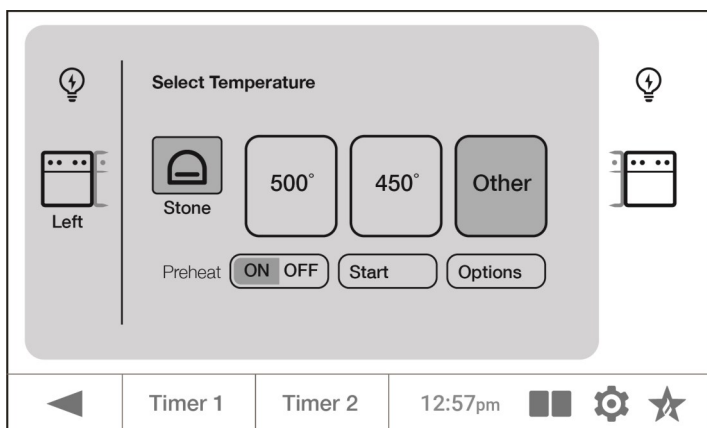 Select Temperature
500°
450°
Other
Stone
Left
Preheat ON OFF Start Options
Timer 1 Timer 2 12:57pm